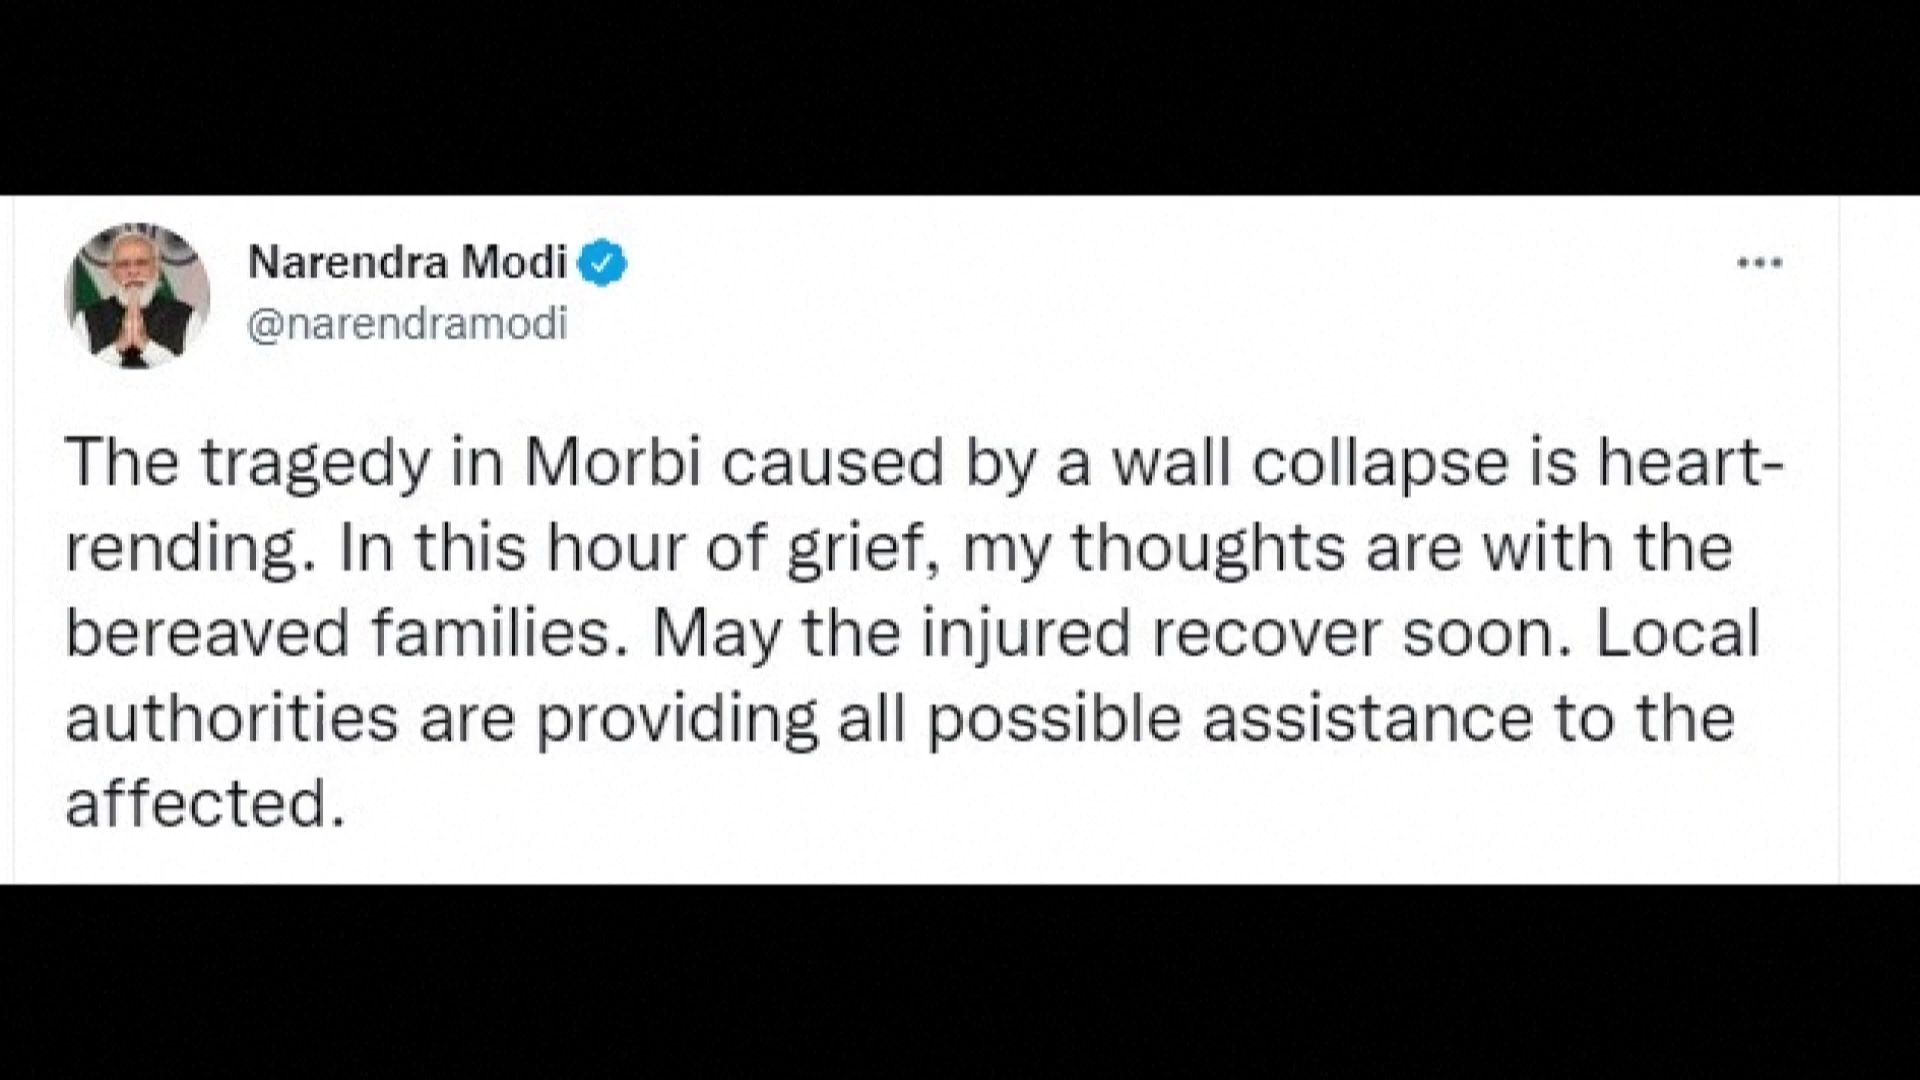 Narendra Modi
@narendramodi
The tragedy in Morbi caused by a wall collapse is heart-
rending. In this hour of grief, my thoughts are with the
bereaved families. May the injured recover soon. Local
authorities are providing all possible assistance to the
affected.